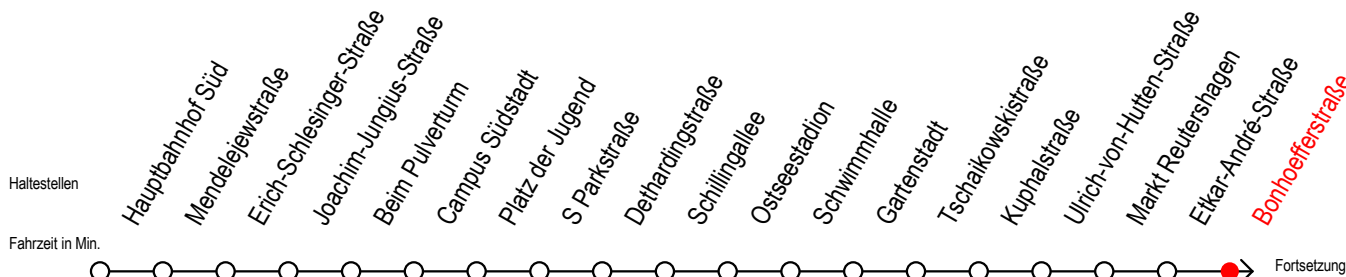 Haltestellen
Hauptbahnhof Süd
Mendelejewstraße
Erich-Schlesinger-Straße
Joachim-Jungius-Straße
Beim Pulverturm
Campus Südstadt
Platz der Jugend
S Parkstraße
Dethardingstraße
Schillingallee
Ostseestadion
Schwimmhalle
Gartenstadt
Tschaikowskistraße
Kuphalstraße
Ulrich-von-Hutten-Straße
Markt Reutershagen
Etkar-André-Straße
Bonhoefferstraße
Fahrzeit in Min.
Fortsetzung